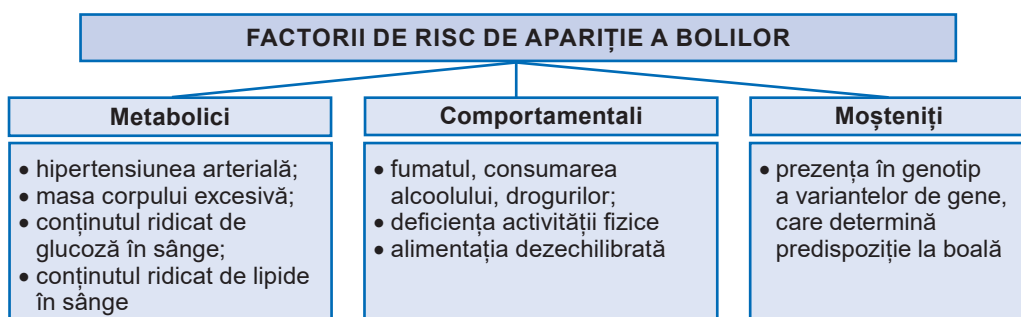 FACTORII DE RISC DE APARIȚIE A BOLILOR
Metabolici
• hipertensiunea arterială;
• masa corpului excesivă;
• conținutul ridicat de
glucoză în sânge;
• conținutul ridicat de lipide
în sânge
Comportamentali
• fumatul, consumarea
alcoolului, drogurilor;
• deficiența activității fizice
• alimentația dezechilibrată
Moșteniți
• prezența în genotip
a variantelor de gene,
care determină
predispoziție la boală